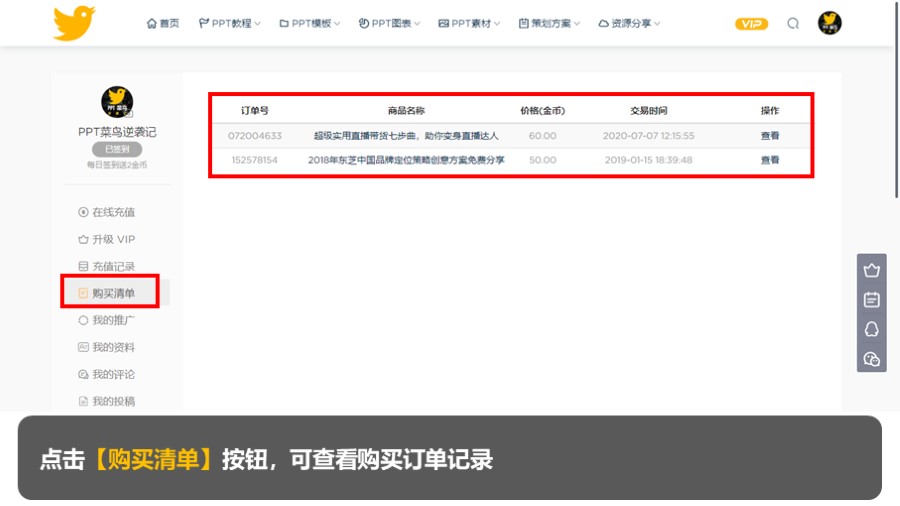 首页 PPT教程 PPT模板 PPT图表 PPT素材 策划方案 资源分享 VIP
PPT菜鸟逆袭记
已签到
每日签到送2金币
在线充值
升级 VIP
充值记录
购买清单
我的推广
我的资料
我的评论
我的投稿
订单号 商品名称 价格(金币) 交易时间 操作
072004633 超级实用直播带货七步曲，助你变身直播达人 60.00 2020-07-07 12:15:55 查看
152578154 2018年东芝中国品牌定位策略创意方案免费分享 50.00 2019-01-15 18:39:48 查看
点击【购买清单】按钮，可查看购买订单记录